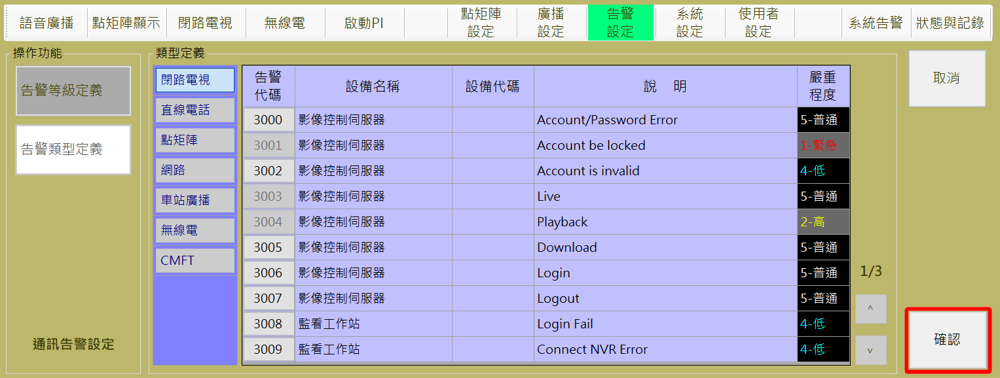 語音廣播 點矩陣顯示 閉路電視 無線電 啟動PI 點矩陣 廣播 告警 系統 使用者 系統告警 狀態與記錄
設定 設定 設定 設定 設定
操作功能 類型定義
告警等級定義
告警類型定義
通訊告警設定
閉路電視
直線電話
點矩陣
網路
車站廣播
無線電
CMFT
告警 設備名稱 設備代碼 說 明 嚴重
代碼 程度
3000 影像控制伺服器 Account/Password Error 5-普通
3001 影像控制伺服器 Account be locked 1-緊急
3002 影像控制伺服器 Account is invalid 4-低
3003 影像控制伺服器 Live 5-普通
3004 影像控制伺服器 Playback 2-高
3005 影像控制伺服器 Download 5-普通
3006 影像控制伺服器 Login 5-普通
3007 影像控制伺服器 Logout 5-普通
3008 監看工作站 Login Fail 4-低
3009 監看工作站 Connect NVR Error 4-低
1/3
^
v
取消
確認